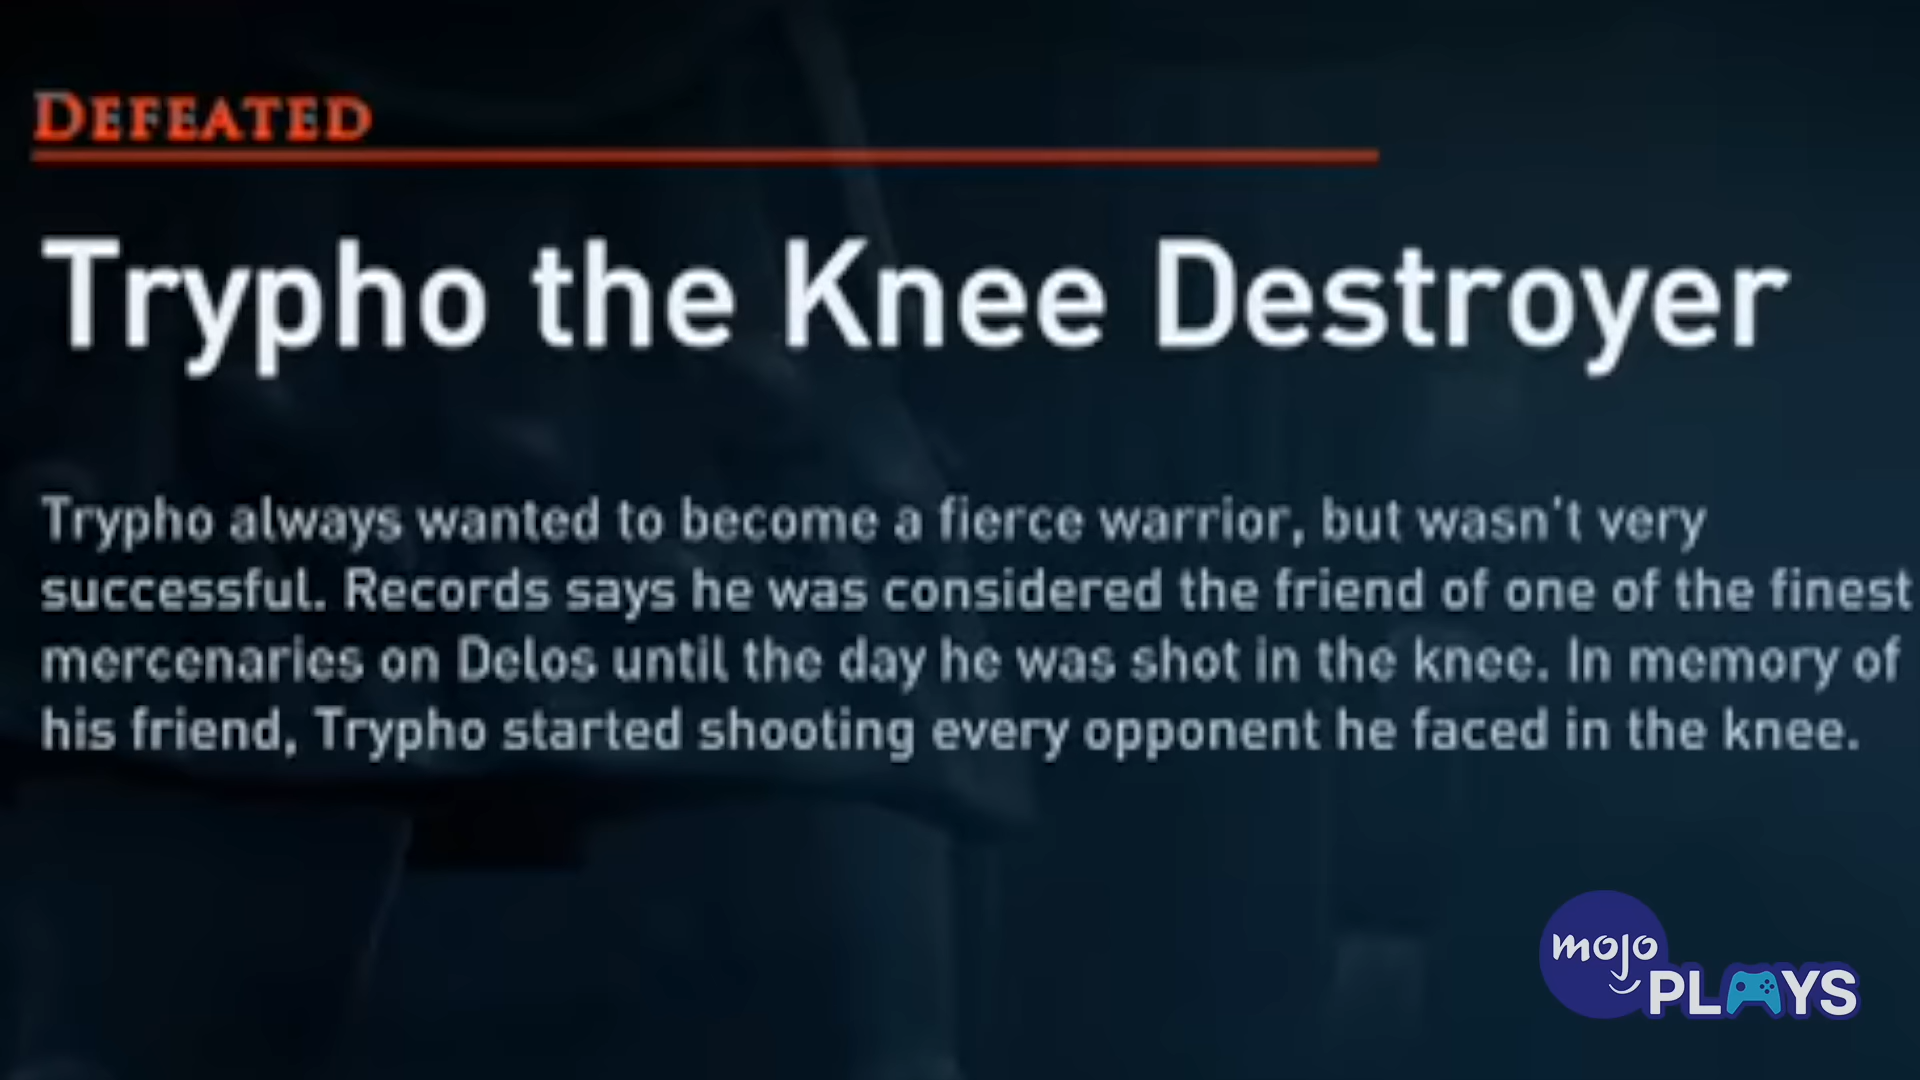 DEFEATED
Trypho the Knee Destroyer
Trypho always wanted to become a fierce warrior, but wasn't very
successful. Records says he was considered the friend of one of the finest
mercenaries on Delos until the day he was shot in the knee. In memory of
his friend, Trypho started shooting every opponent he faced in the knee.
mojo
PLAYS